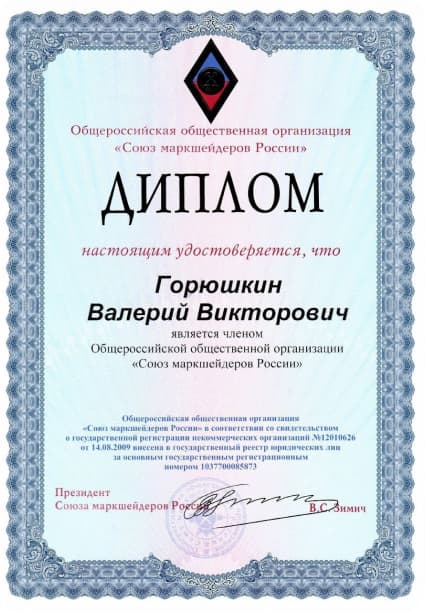 Общероссийская общественная организация
«Союз маркшейдеров России»
ДИПЛОМ
настоящим удостоверяется, что
Горюшкин
Валерий Викторович
является членом
Общероссийской общественной организации
«Союз маркшейдеров России»
Общероссийская общественная организация
«Союз маркшейдеров России» в соответствии со свидетельством
о государственной регистрации некоммерческих организаций №12010626
от 14.08.2009 внесена в государственный реестр юридических лиц
за основным государственным регистрационным
номером 1037700085873
Президент
Союза маркшейдеров России В.С. Зимич